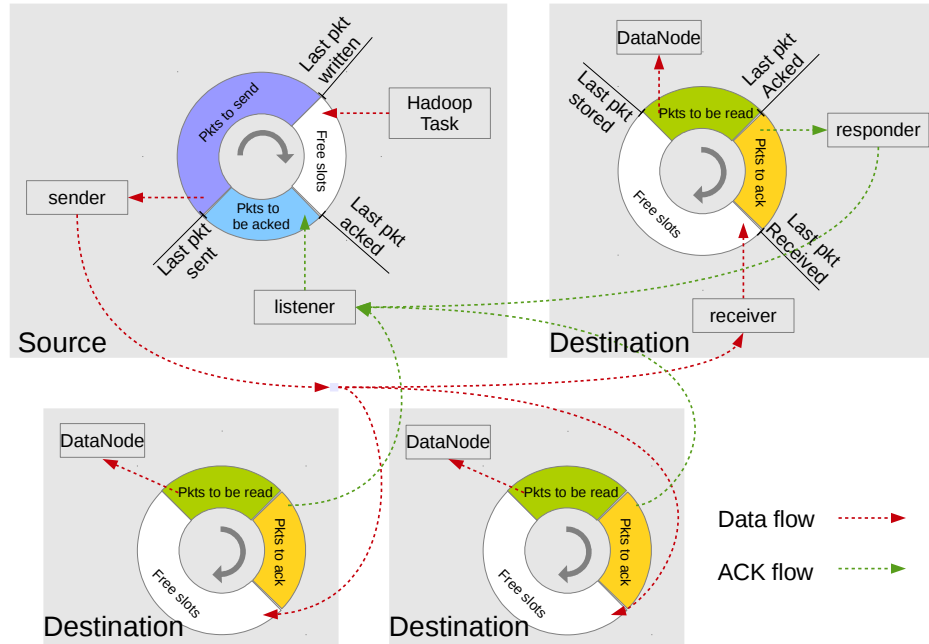 Last pkt
written
Pkts to send
Hadoop
Task
Free slots
sender
Pkts to
be acked
Last pkt
acked
Last pkt
sent
listener
Source
DataNode
Last pkt
Acked
Last pkt
stored
Pkts to be read
responder
Pkts to ack
Free slots
Last pkt
Received
receiver
Destination
DataNode
Pkts to be read
Pkts to ack
Free slots
Destination
DataNode
Pkts to be read
Pkts to ack
Free slots
Destination
Data flow
ACK flow